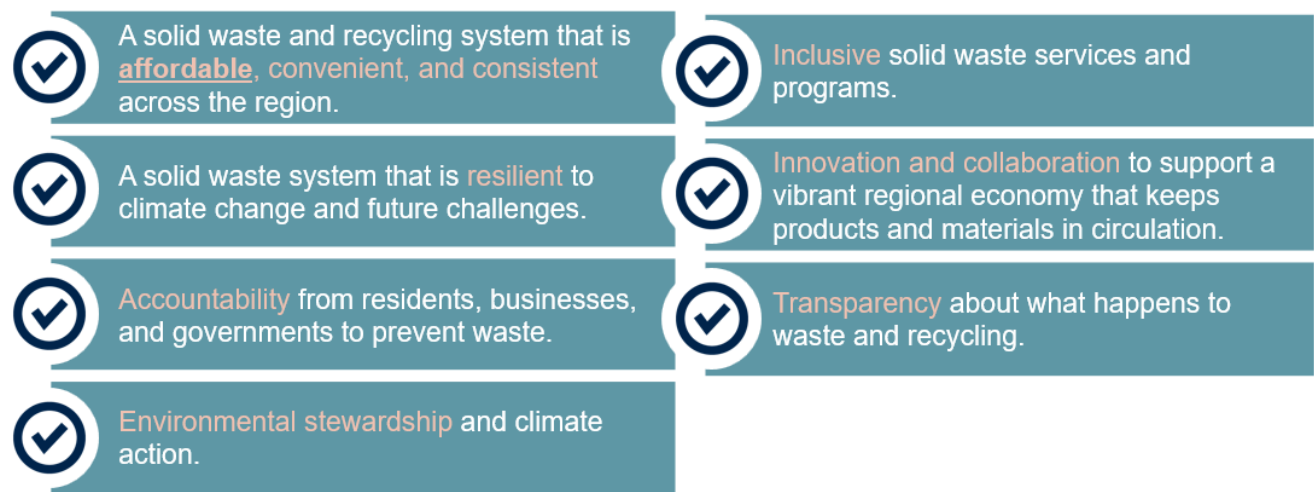 A solid waste and recycling system that is
affordable, convenient, and consistent
across the region.
A solid waste system that is resilient to
climate change and future challenges.
Accountability from residents, businesses,
and governments to prevent waste.
Environmental stewardship and climate
action.
Inclusive solid waste services and
programs.
Innovation and collaboration to support a
vibrant regional economy that keeps
products and materials in circulation.
Transparency about what happens to
waste and recycling.